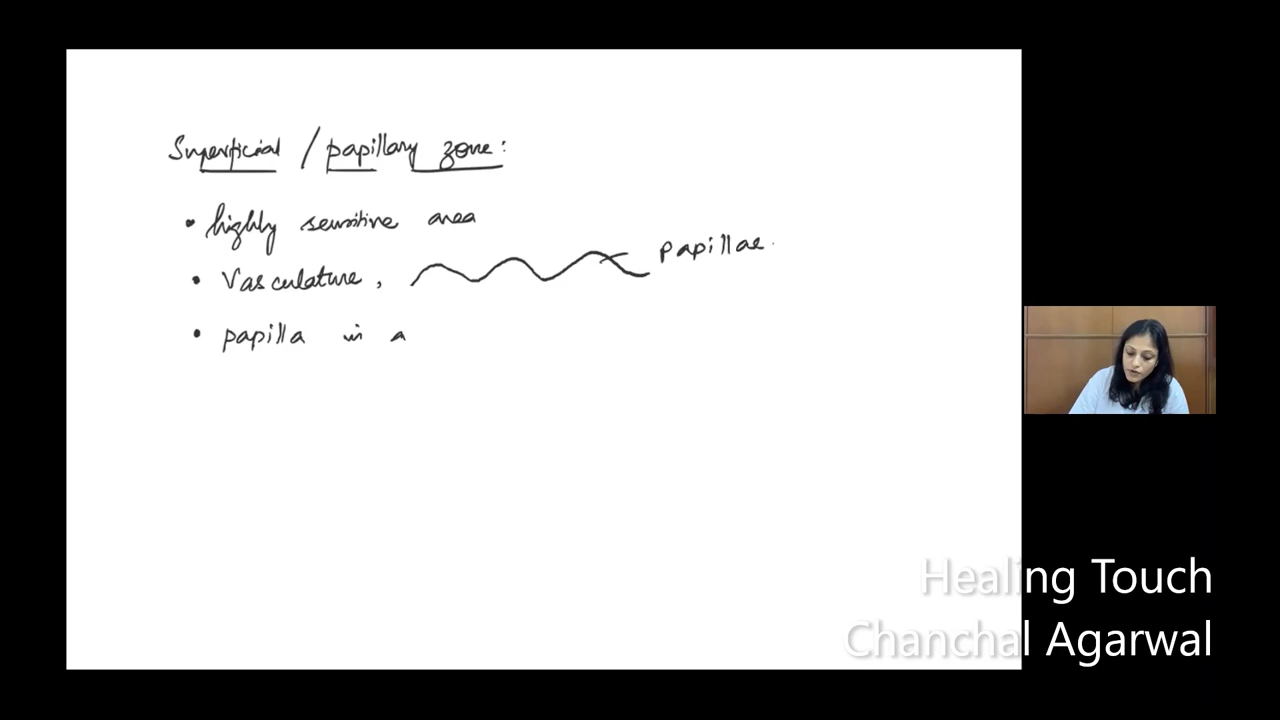 Superficial / papillary zone:
• highly sensitive area
• Vasculature, papillae.
• papilla in a
Healing Touch
Chanchal Agarwal